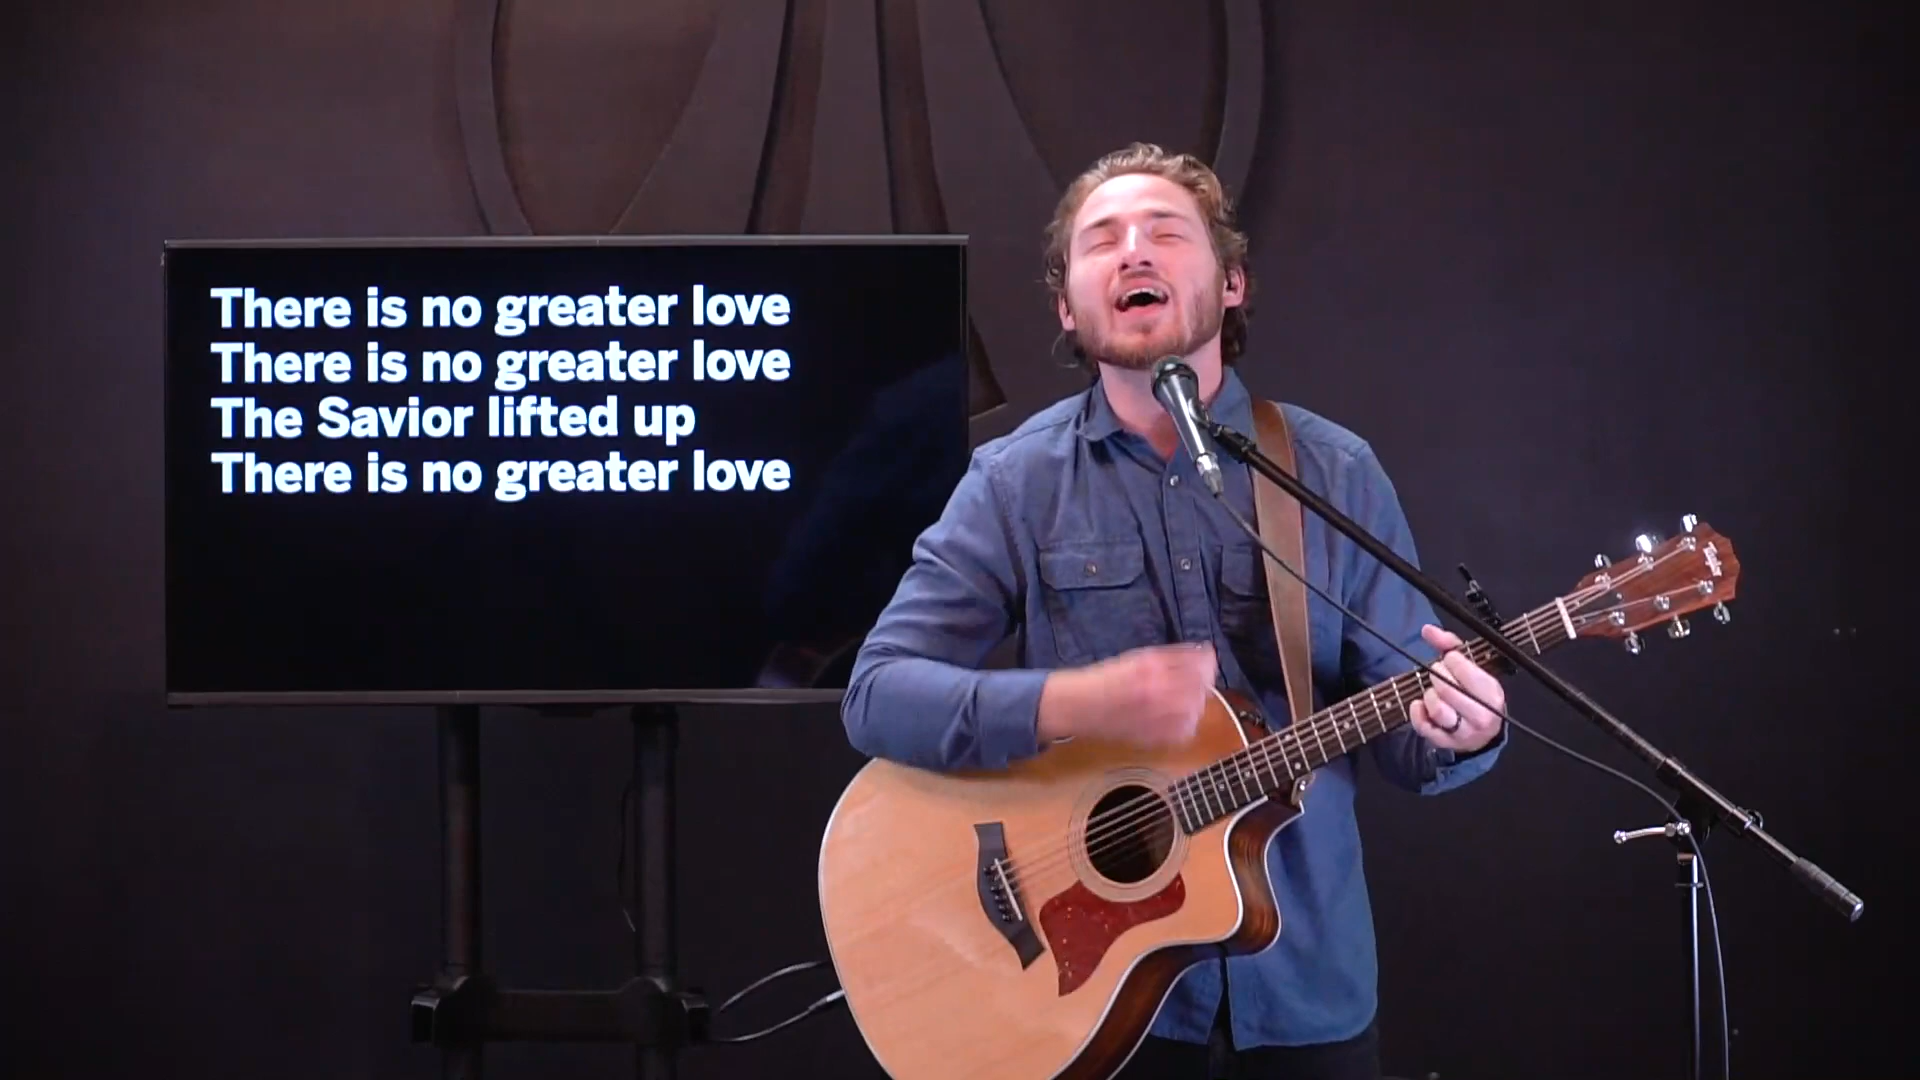 There is no greater love
There is no greater love
The Savior lifted up
There is no greater love
Taylor